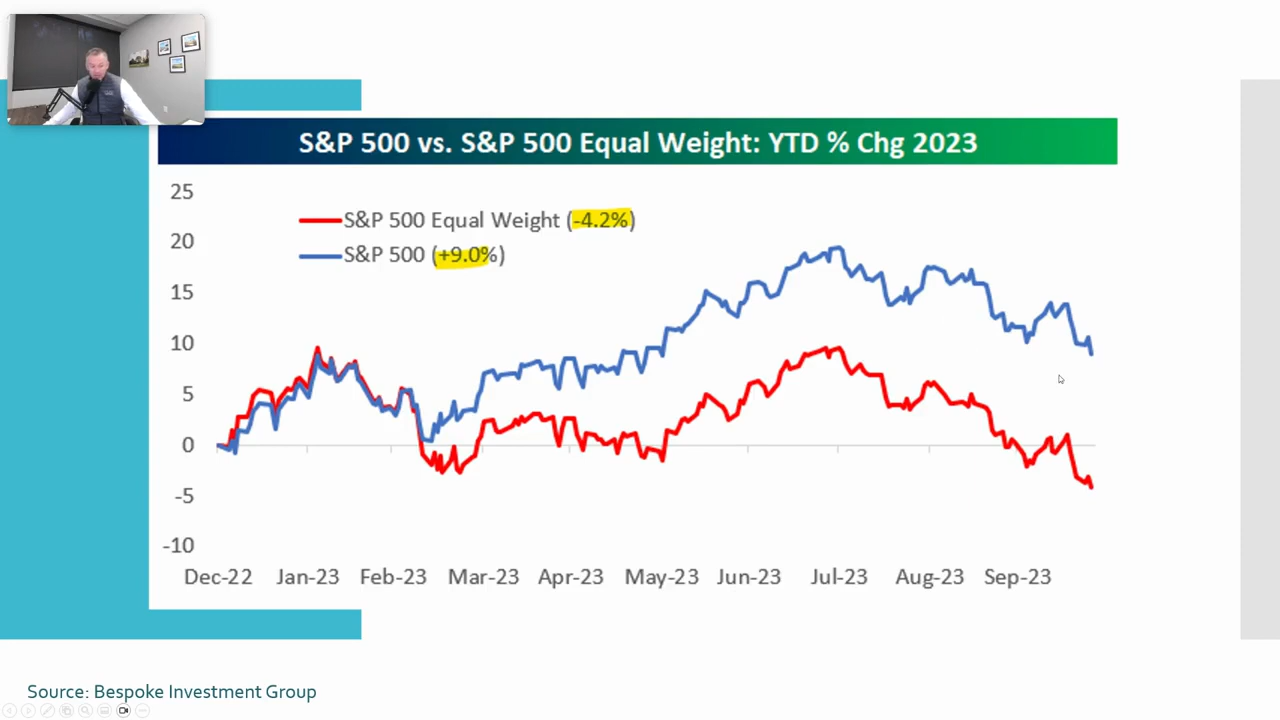 S&P 500 vs. S&P 500 Equal Weight: YTD % Chg 2023
25
20
15
10
5
0
-5
-10
S&P 500 Equal Weight (-4.2%)
S&P 500 (+9.0%)
Dec-22 Jan-23 Feb-23 Mar-23 Apr-23 May-23 Jun-23 Jul-23 Aug-23 Sep-23
Source: Bespoke Investment Group